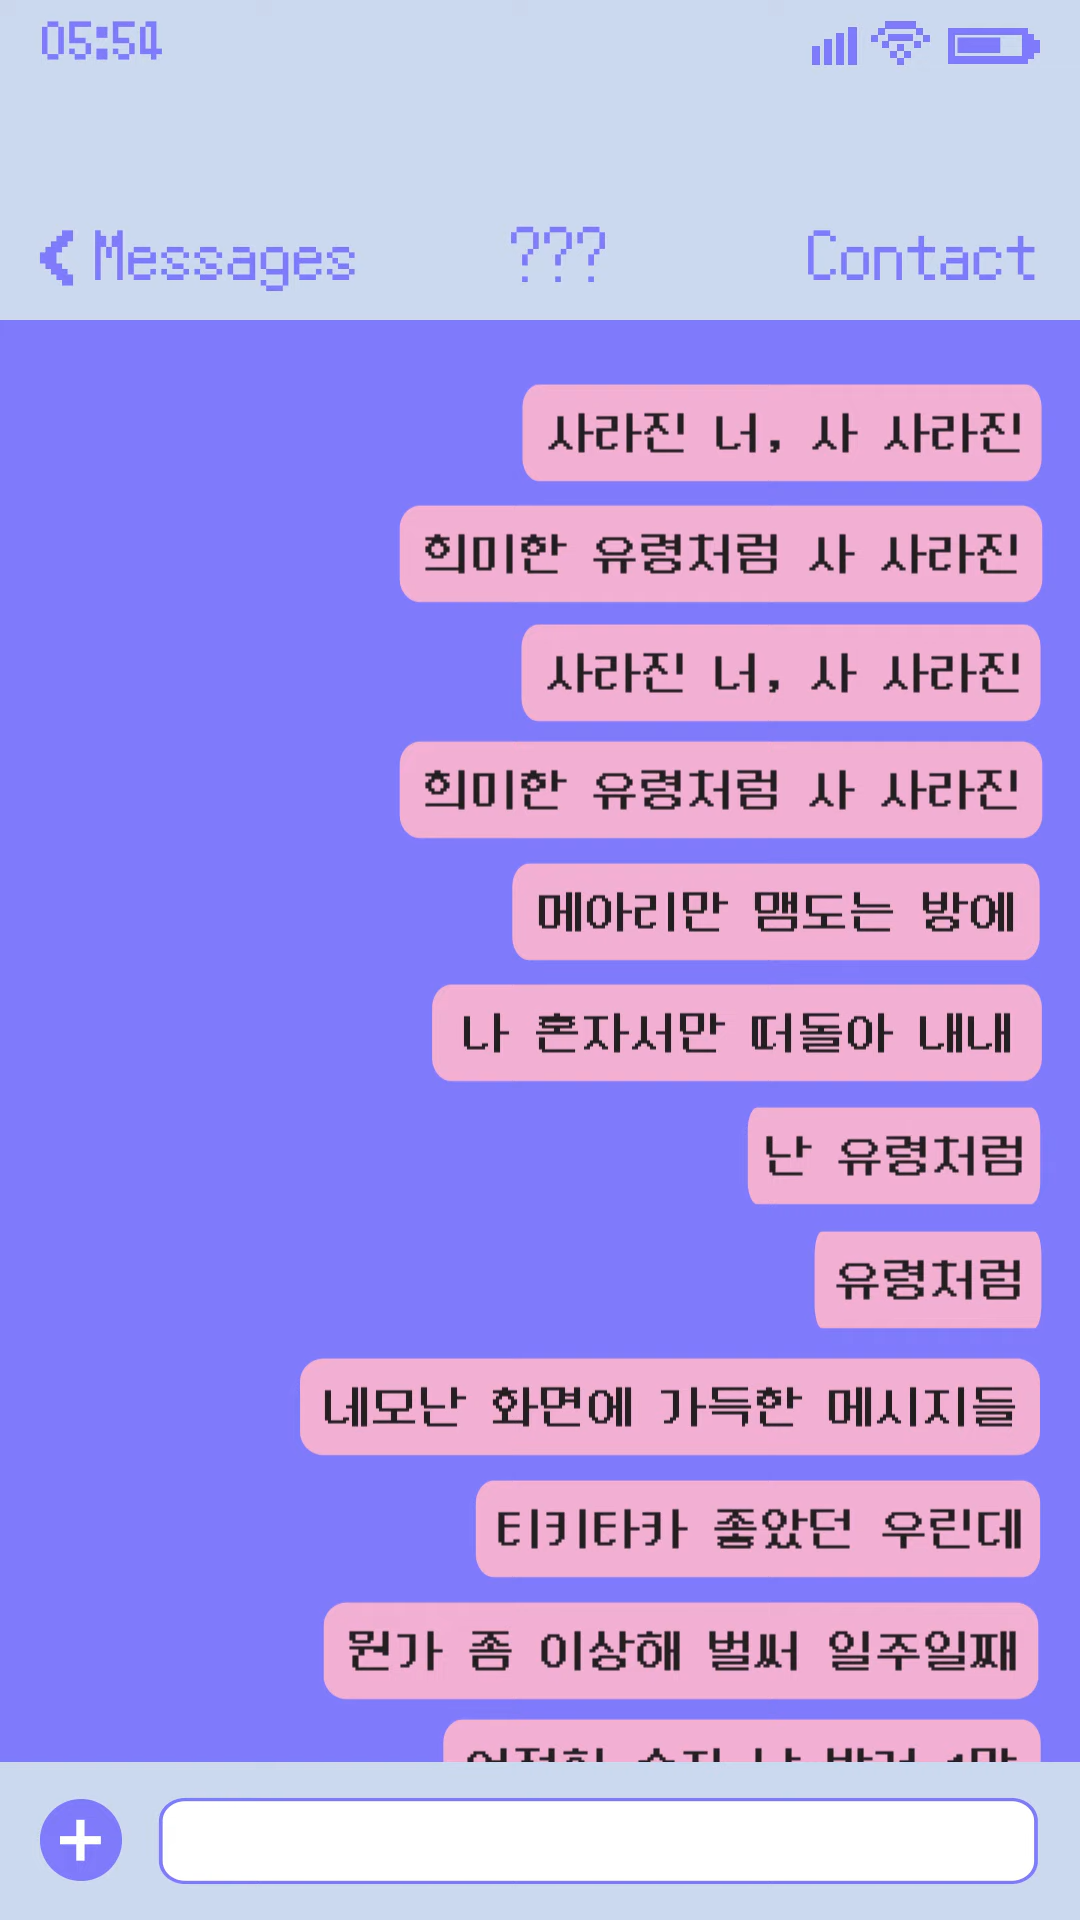 05:54
Messages ??? Contact
사라진 너, 사 사라진
희미한 유령처럼 사 사라진
사라진 너, 사 사라진
희미한 유령처럼 사 사라진
메아리만 맴도는 방에
나 혼자서만 떠돌아 내내
난 유령처럼
유령처럼
네모난 화면에 가득한 메시지들
티키타카 좋았던 우린데
뭔가 좀 이상해 벌써 일주일째